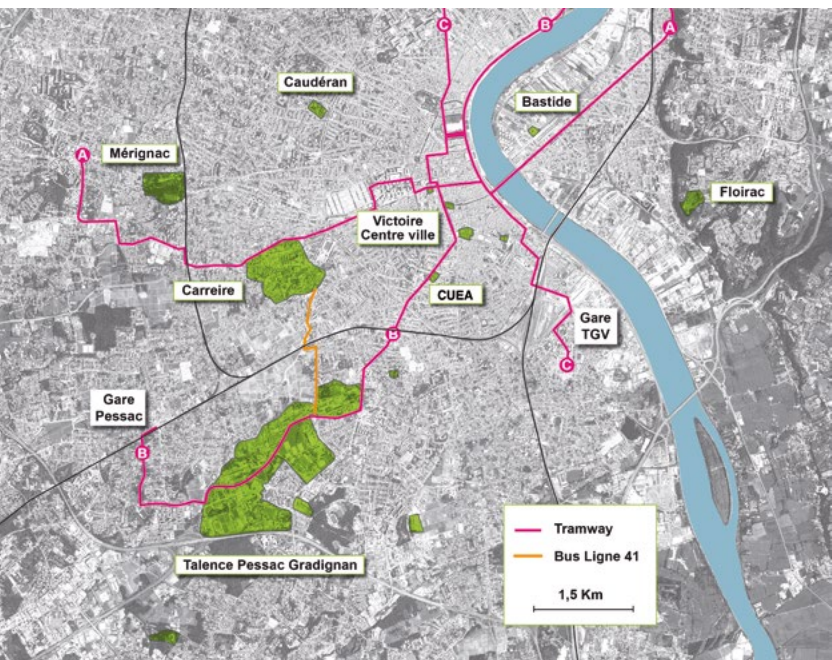 C
B
A
Caudéran
Bastide
A
Mérignac
Floirac
Victoire
Centre ville
Carreire
CUEA
Gare
TGV
B
C
Gare
Pessac
B
Tramway
Bus Ligne 41
1,5 Km
Talence Pessac Gradignan